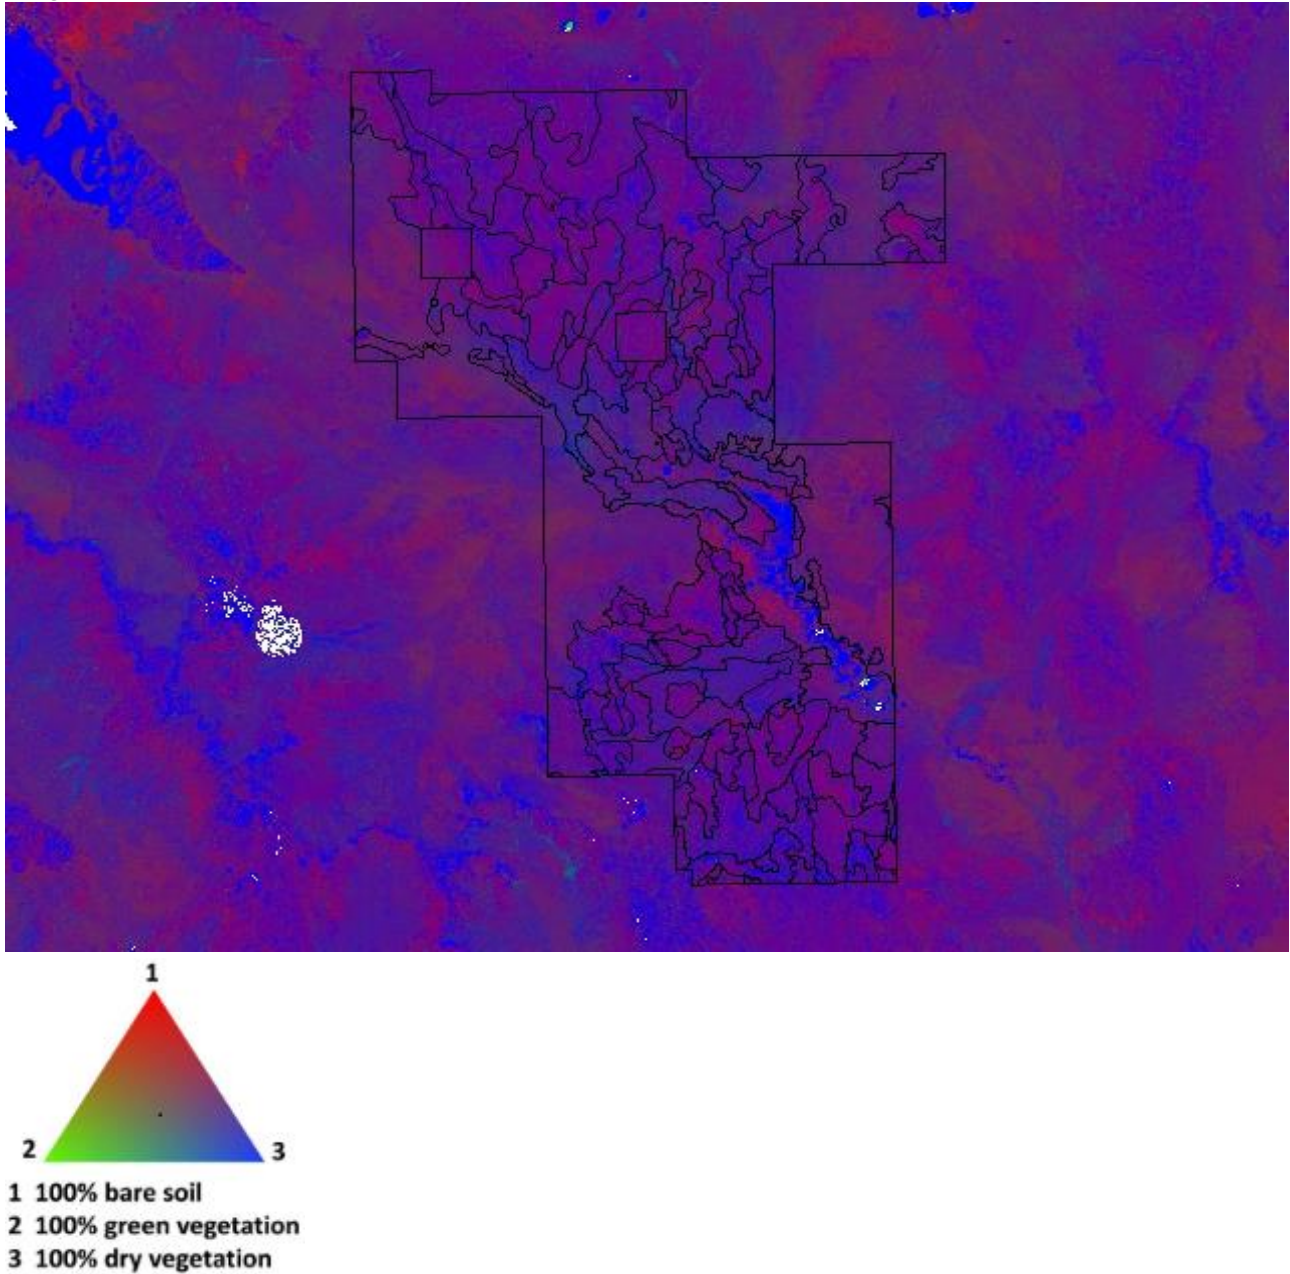 1
2
3
1 100% bare soil
2 100% green vegetation
3 100% dry vegetation